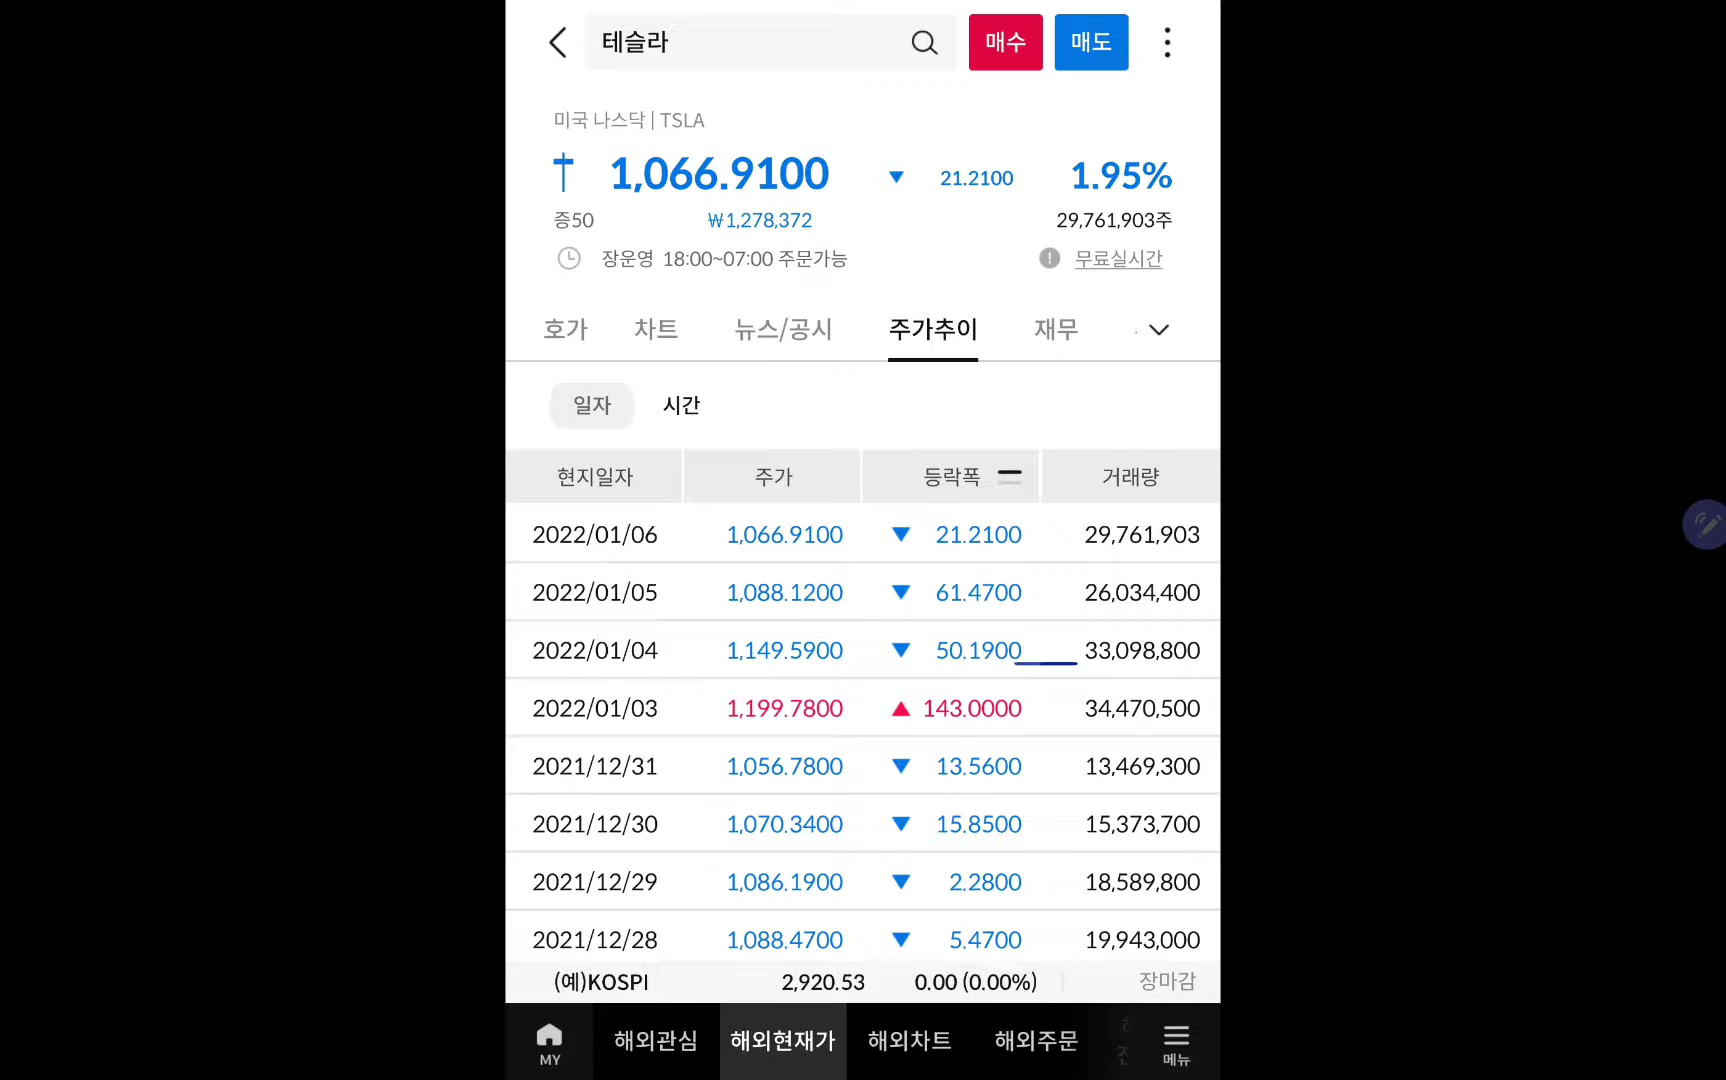 테슬라 매수 매도
미국 나스닥 | TSLA
1,066.9100 ▼ 21.2100 1.95%
증50 ₩1,278,372 29,761,903주
장운영 18:00~07:00 주문가능 무료실시간
호가 차트 뉴스/공시 주가추이 재무
일자 시간
현지일자 주가 등락폭 거래량
2022/01/06 1,066.9100 ▼ 21.2100 29,761,903
2022/01/05 1,088.1200 ▼ 61.4700 26,034,400
2022/01/04 1,149.5900 ▼ 50.1900 33,098,800
2022/01/03 1,199.7800 ▲ 143.0000 34,470,500
2021/12/31 1,056.7800 ▼ 13.5600 13,469,300
2021/12/30 1,070.3400 ▼ 15.8500 15,373,700
2021/12/29 1,086.1900 ▼ 2.2800 18,589,800
2021/12/28 1,088.4700 ▼ 5.4700 19,943,000
(예)KOSPI 2,920.53 0.00 (0.00%) 장마감
MY 해외관심 해외현재가 해외차트 해외주문 메뉴